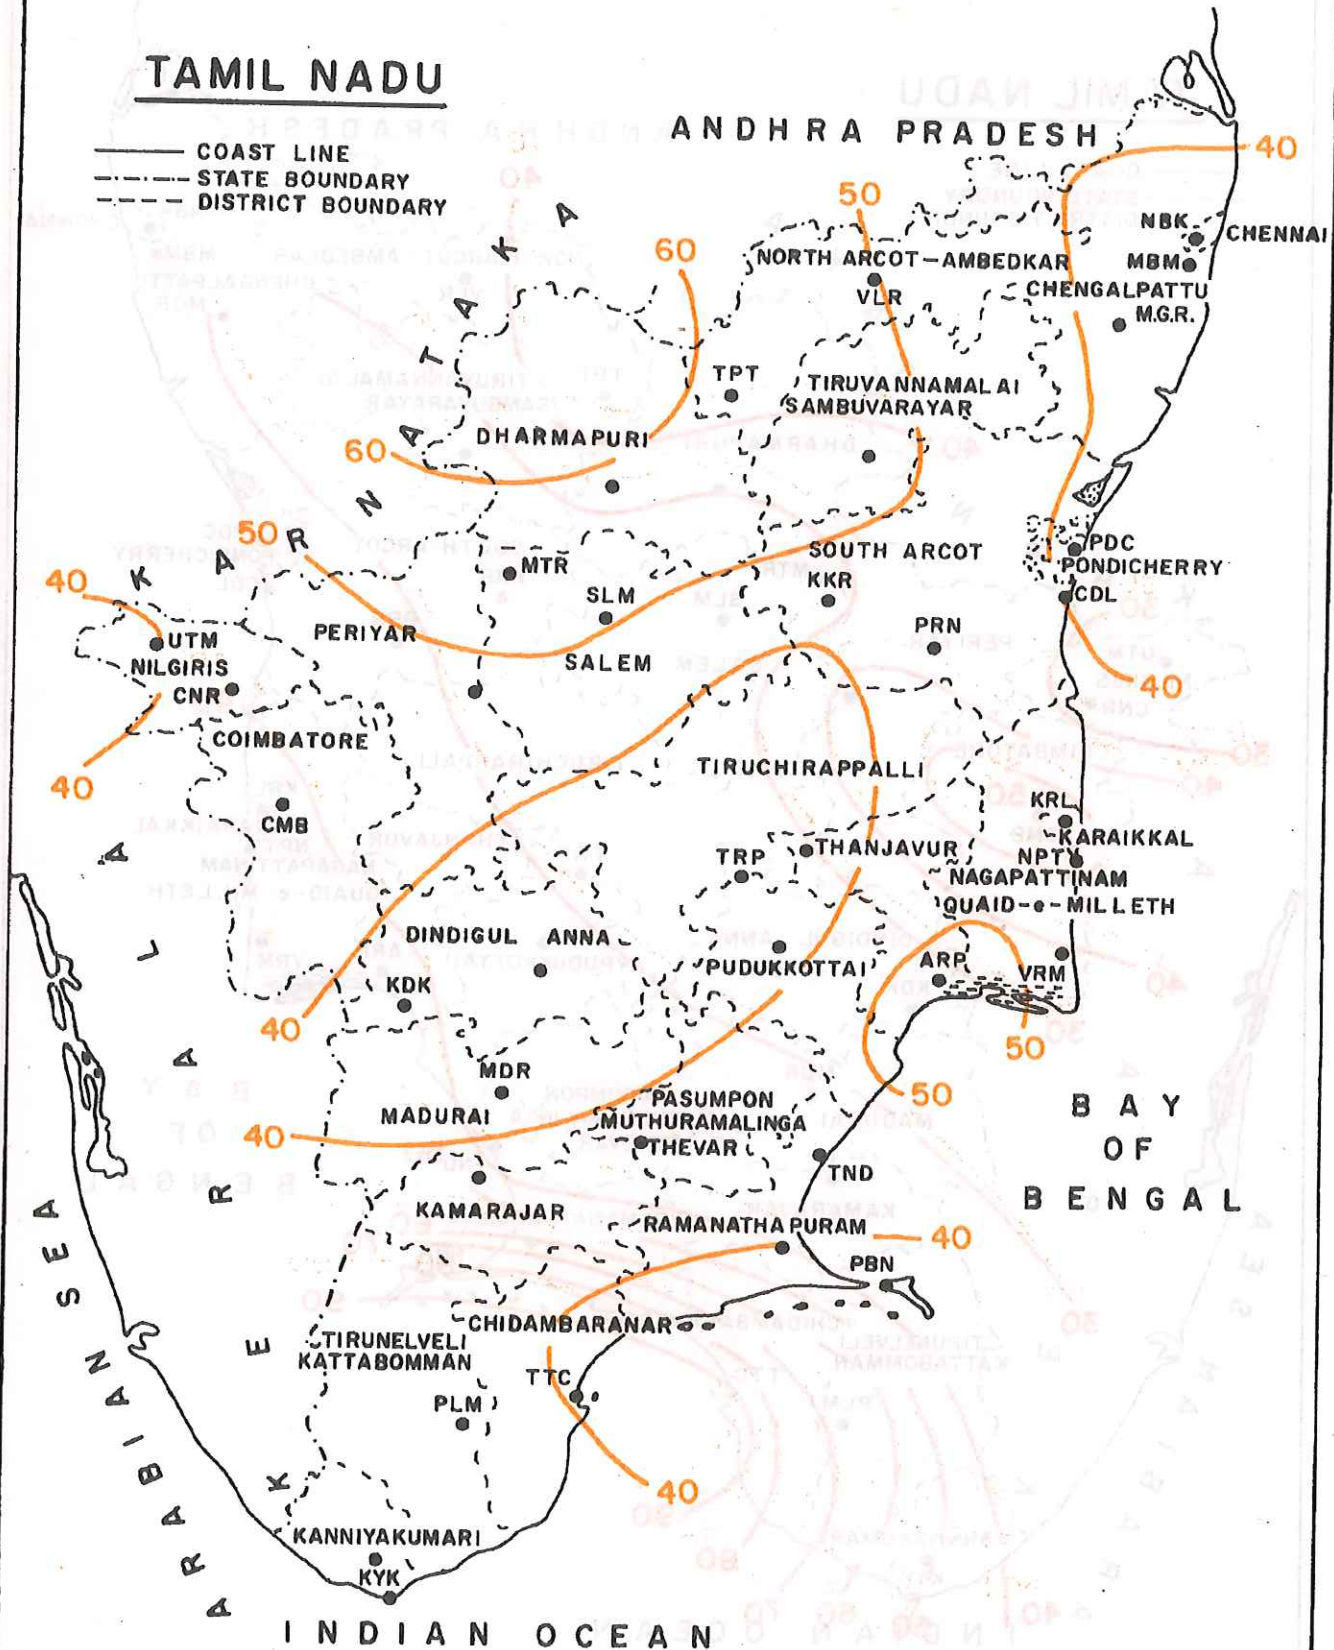 TAMIL NADU
ANDHRA PRADESH
COAST LINE
STATE BOUNDARY
DISTRICT BOUNDARY
KARNATAKA
40
50
60
NBK
CHENNAI
NORTH ARCOT-AMBEDKAR
MBM
VLR
CHENGALPATTU
M.G.R.
TPT
TIRUVANNAMALAI
SAMBUVARAYAR
DHARMAPURI
60
50
SOUTH ARCOT
PDC
PONDICHERRY
MTR
KKR
CDL
40
SLM
UTM
PERIYAR
PRN
NILGIRIS
SALEM
CNR
40
COIMBATORE
TIRUCHIRAPPALLI
40
KRL
CMB
KARAIKKAL
THANJAVUR
TRP
NPT
NAGAPATTINAM
QUAID-e-MILLETH
DINDIGUL ANNA
PUDUKKOTTAI
ARP
VRM
KDK
40
50
MDR
50
PASUMPON
MUTHURAMALINGA
THEVAR
MADURAI
40
BAY
OF
BENGAL
TND
KAMARAJAR
RAMANATHAPURAM
40
PBN
CHIDAMBARANAR
TIRUNELVELI
KATTABOMMAN
TTC
PLM
40
KERALA
ARABIAN SEA
KANNIYAKUMARI
KYK
INDIAN OCEAN